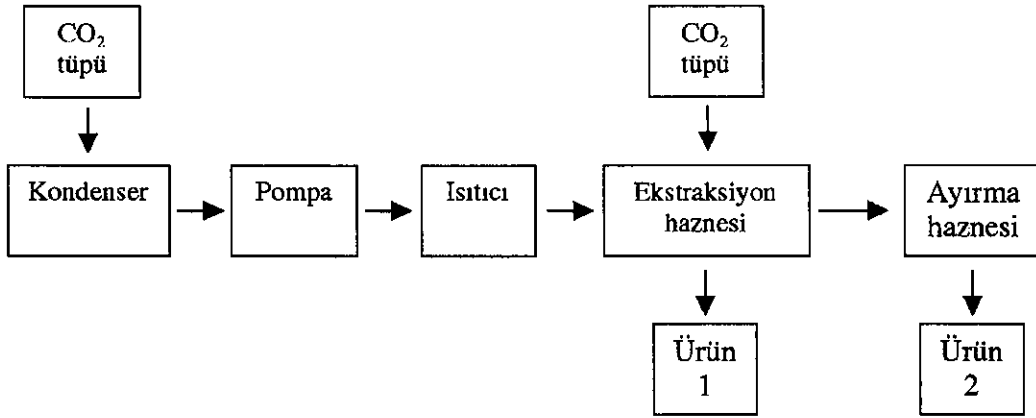 CO₂
tüpü
CO₂
tüpü
Kondenser
Pompa
Isıtıcı
Ekstraksiyon
haznesi
Ayırma
haznesi
Ürün
1
Ürün
2